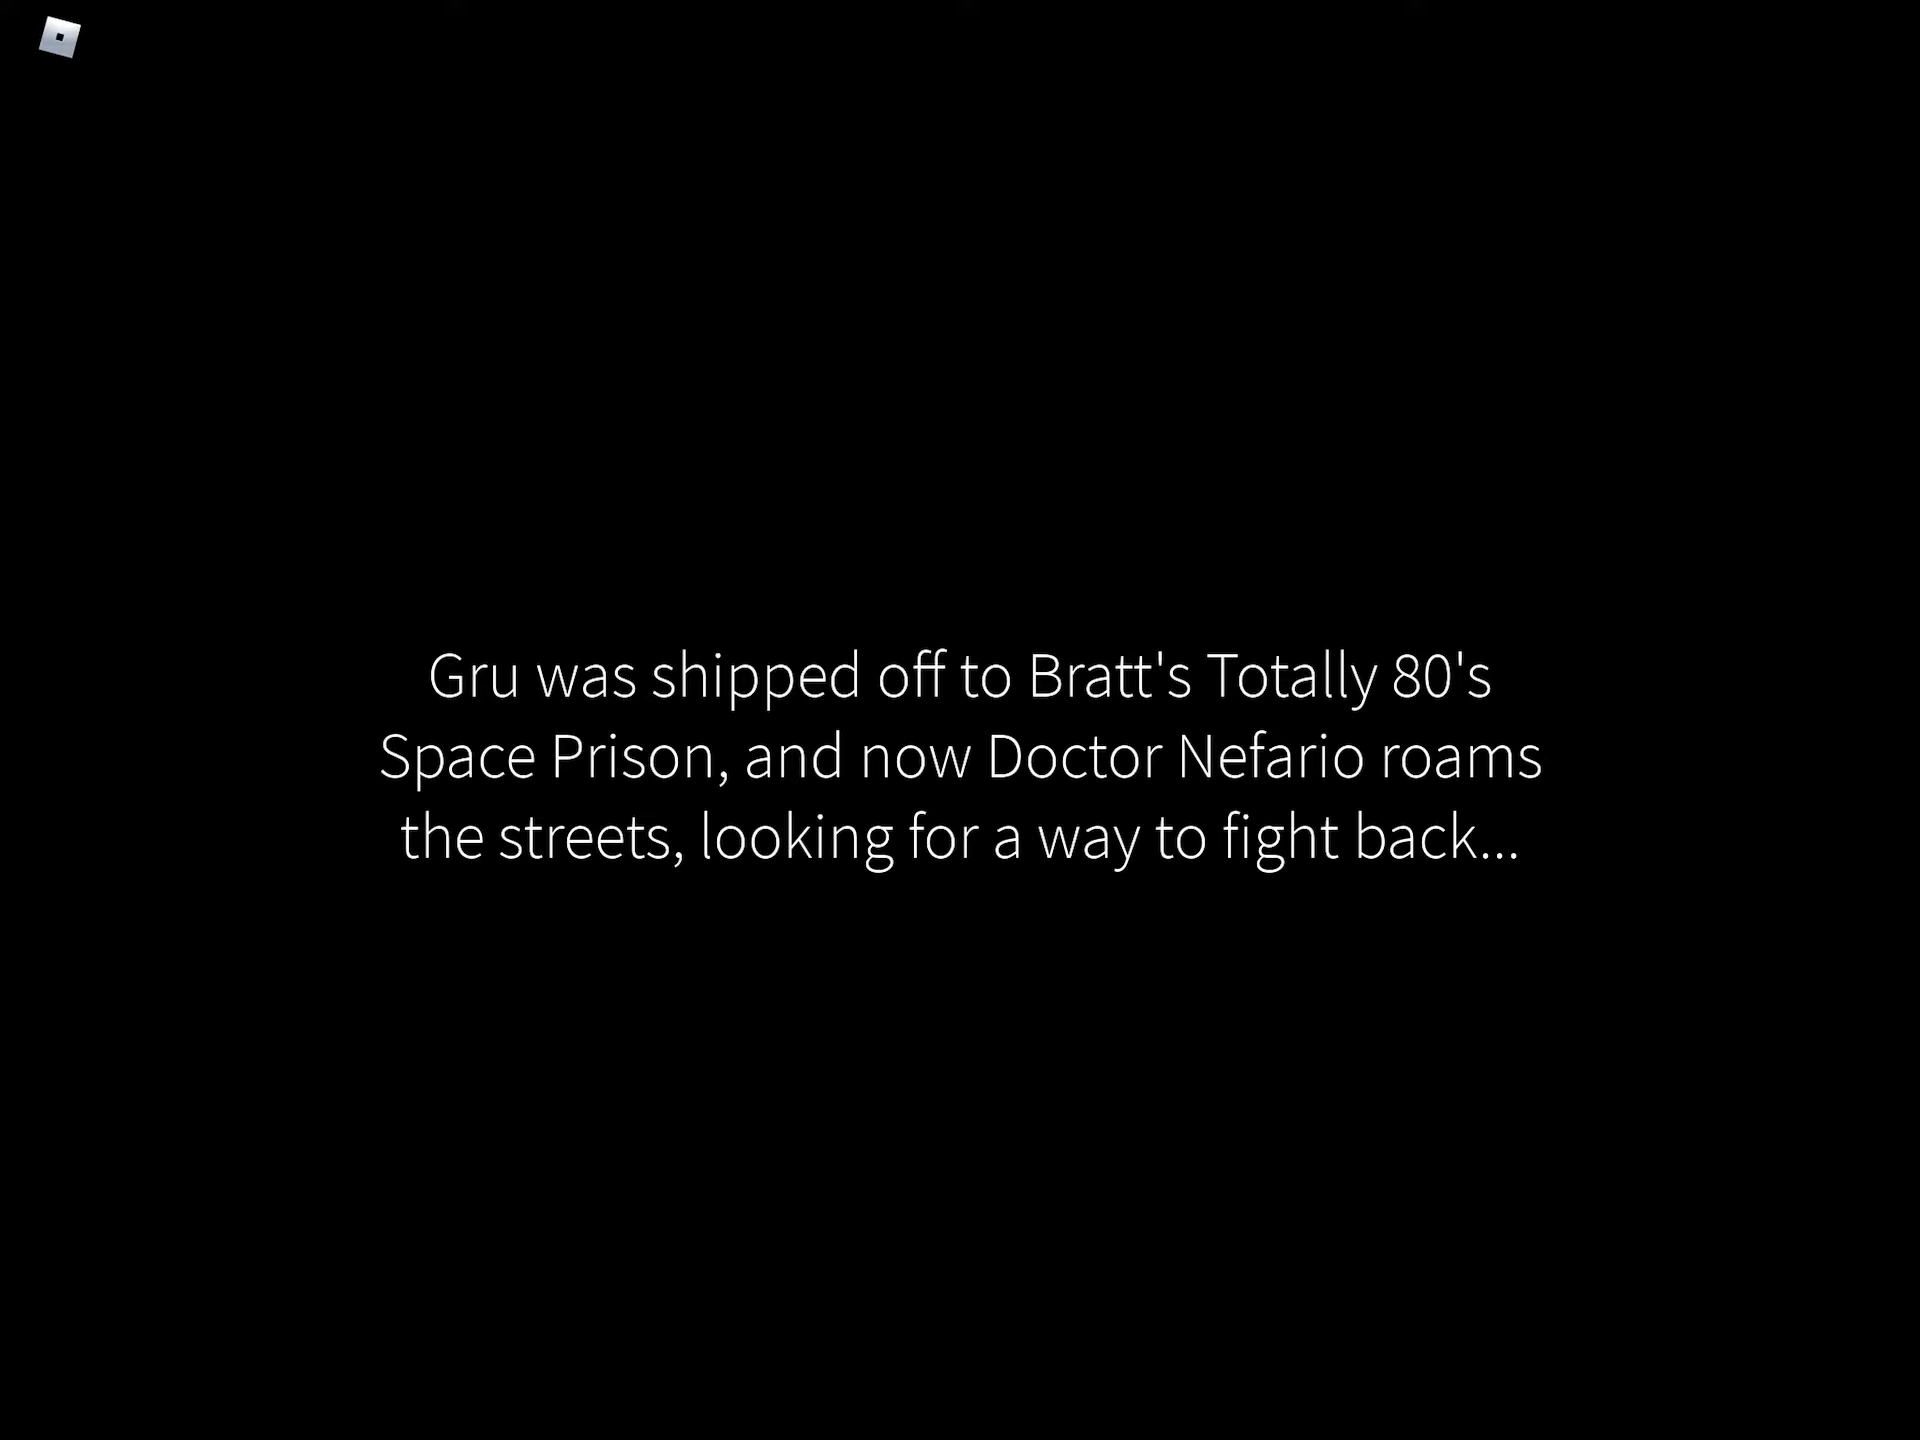 Gru was shipped off to Bratt's Totally 80's
Space Prison, and now Doctor Nefario roams
the streets, looking for a way to fight back...